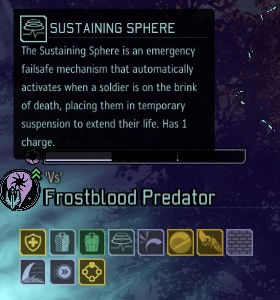 SUSTAINING SPHERE
The Sustaining Sphere is an emergency
failsafe mechanism that automatically
activates when a soldier is on the brink
of death, placing them in temporary
suspension to extend their life. Has 1
charge.
'Vs'
Frostblood Predator